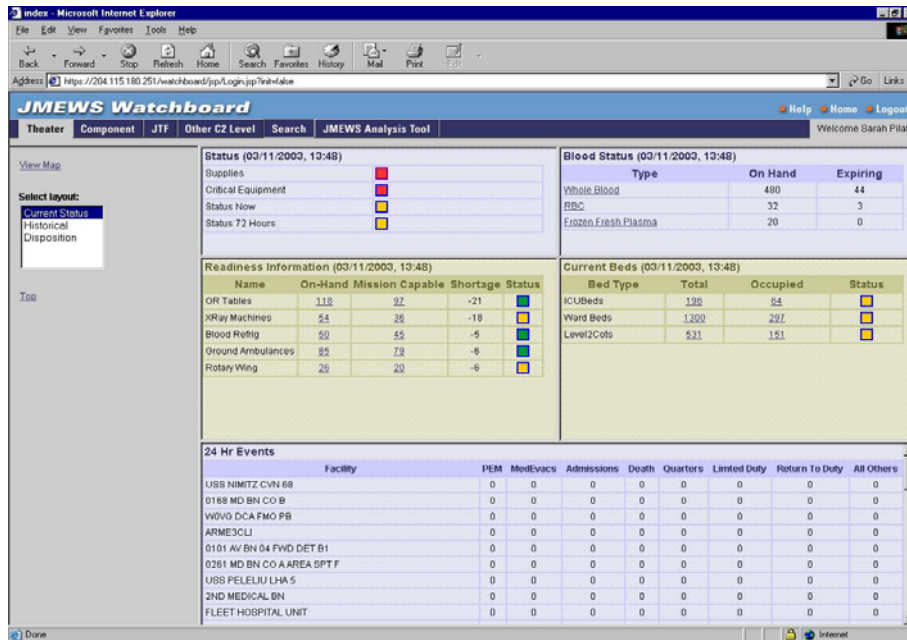 index - Microsoft Internet Explorer
File Edit View Favorites Tools Help
Back Forward Stop Refresh Home Search Favorites History Mail Print Edit
Address https://204.115.180.251/watchboard/jsp/Login.jsp?init=false Go Links
JMEWS Watchboard
Help Home Logout
Theater Component JTF Other C2 Level Search JMEWS Analysis Tool
Welcome Sarah Pilat
View Map
Select layout:
Current Status
Historical
Disposition
Top
Status (03/11/2003, 13:48)
Supplies
Critical Equipment
Status Now
Status 72 Hours
Blood Status (03/11/2003, 13:48)
Type On Hand Expiring
Whole Blood 480 44
RBC 32 3
Frozen Fresh Plasma 20 0
Readiness Information (03/11/2003, 13:48)
Name On-Hand Mission Capable Shortage Status
OR Tables 118 97 -21
XRay Machines 54 36 -18
Blood Refrig 50 45 -5
Ground Ambulances 85 79 -6
Rotary Wing 26 20 -6
Current Beds (03/11/2003, 13:48)
Bed Type Total Occupied Status
ICUBeds 196 64
Ward Beds 1300 297
Level2Cots 531 151
24 Hr Events
Facility PEM MedEvacs Admissions Death Quarters Limted Duty Return To Duty All Others
USS NIMITZ CVN 68 0 0 0 0 0 0 0 0
0168 MD BN CO B 0 0 0 0 0 0 0 0
W0VG DCA FMO PB 0 0 0 0 0 0 0 0
ARME3CLI 0 0 0 0 0 0 0 0
0101 AV BN 04 FWD DET B1 0 0 0 0 0 0 0 0
0261 MD BN CO A AREA SPT F 0 0 0 0 0 0 0 0
USS PELELIU LHA 5 0 0 0 0 0 0 0 0
2ND MEDICAL BN 0 0 0 0 0 0 0 0
FLEET HOSPITAL UNIT 0 0 0 0 0 0 0 0
Done Internet